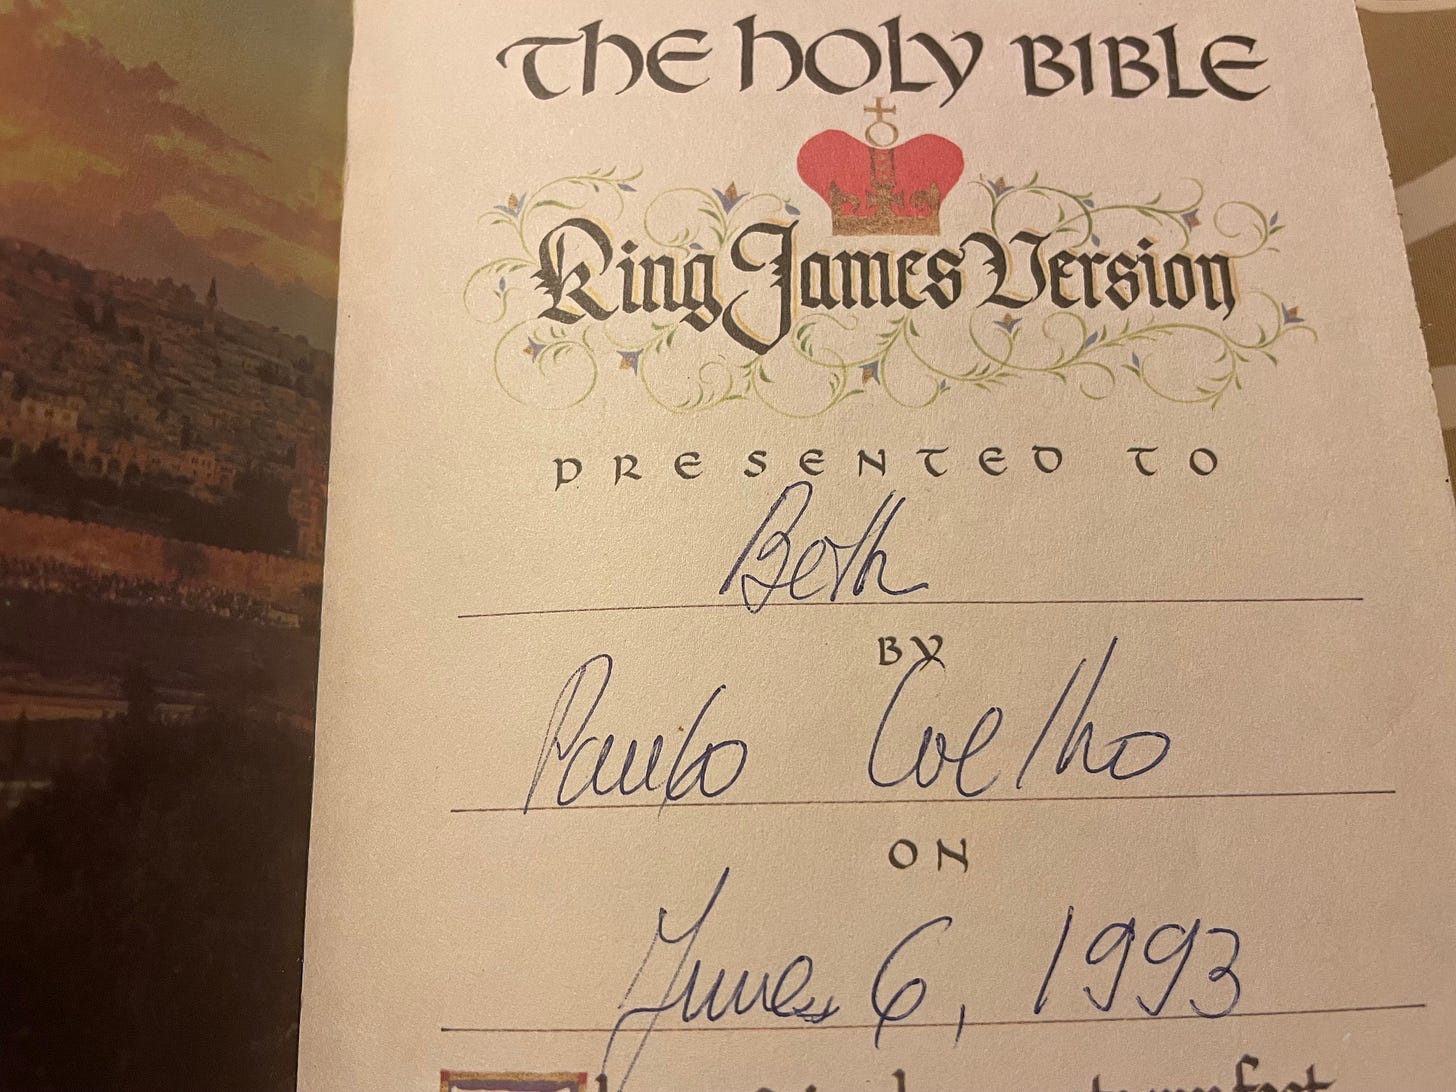 THE HOLY BIBLE
King James Version
PRESENTED TO
Beth
BY
Paulo Coelho
ON
June 6, 1993